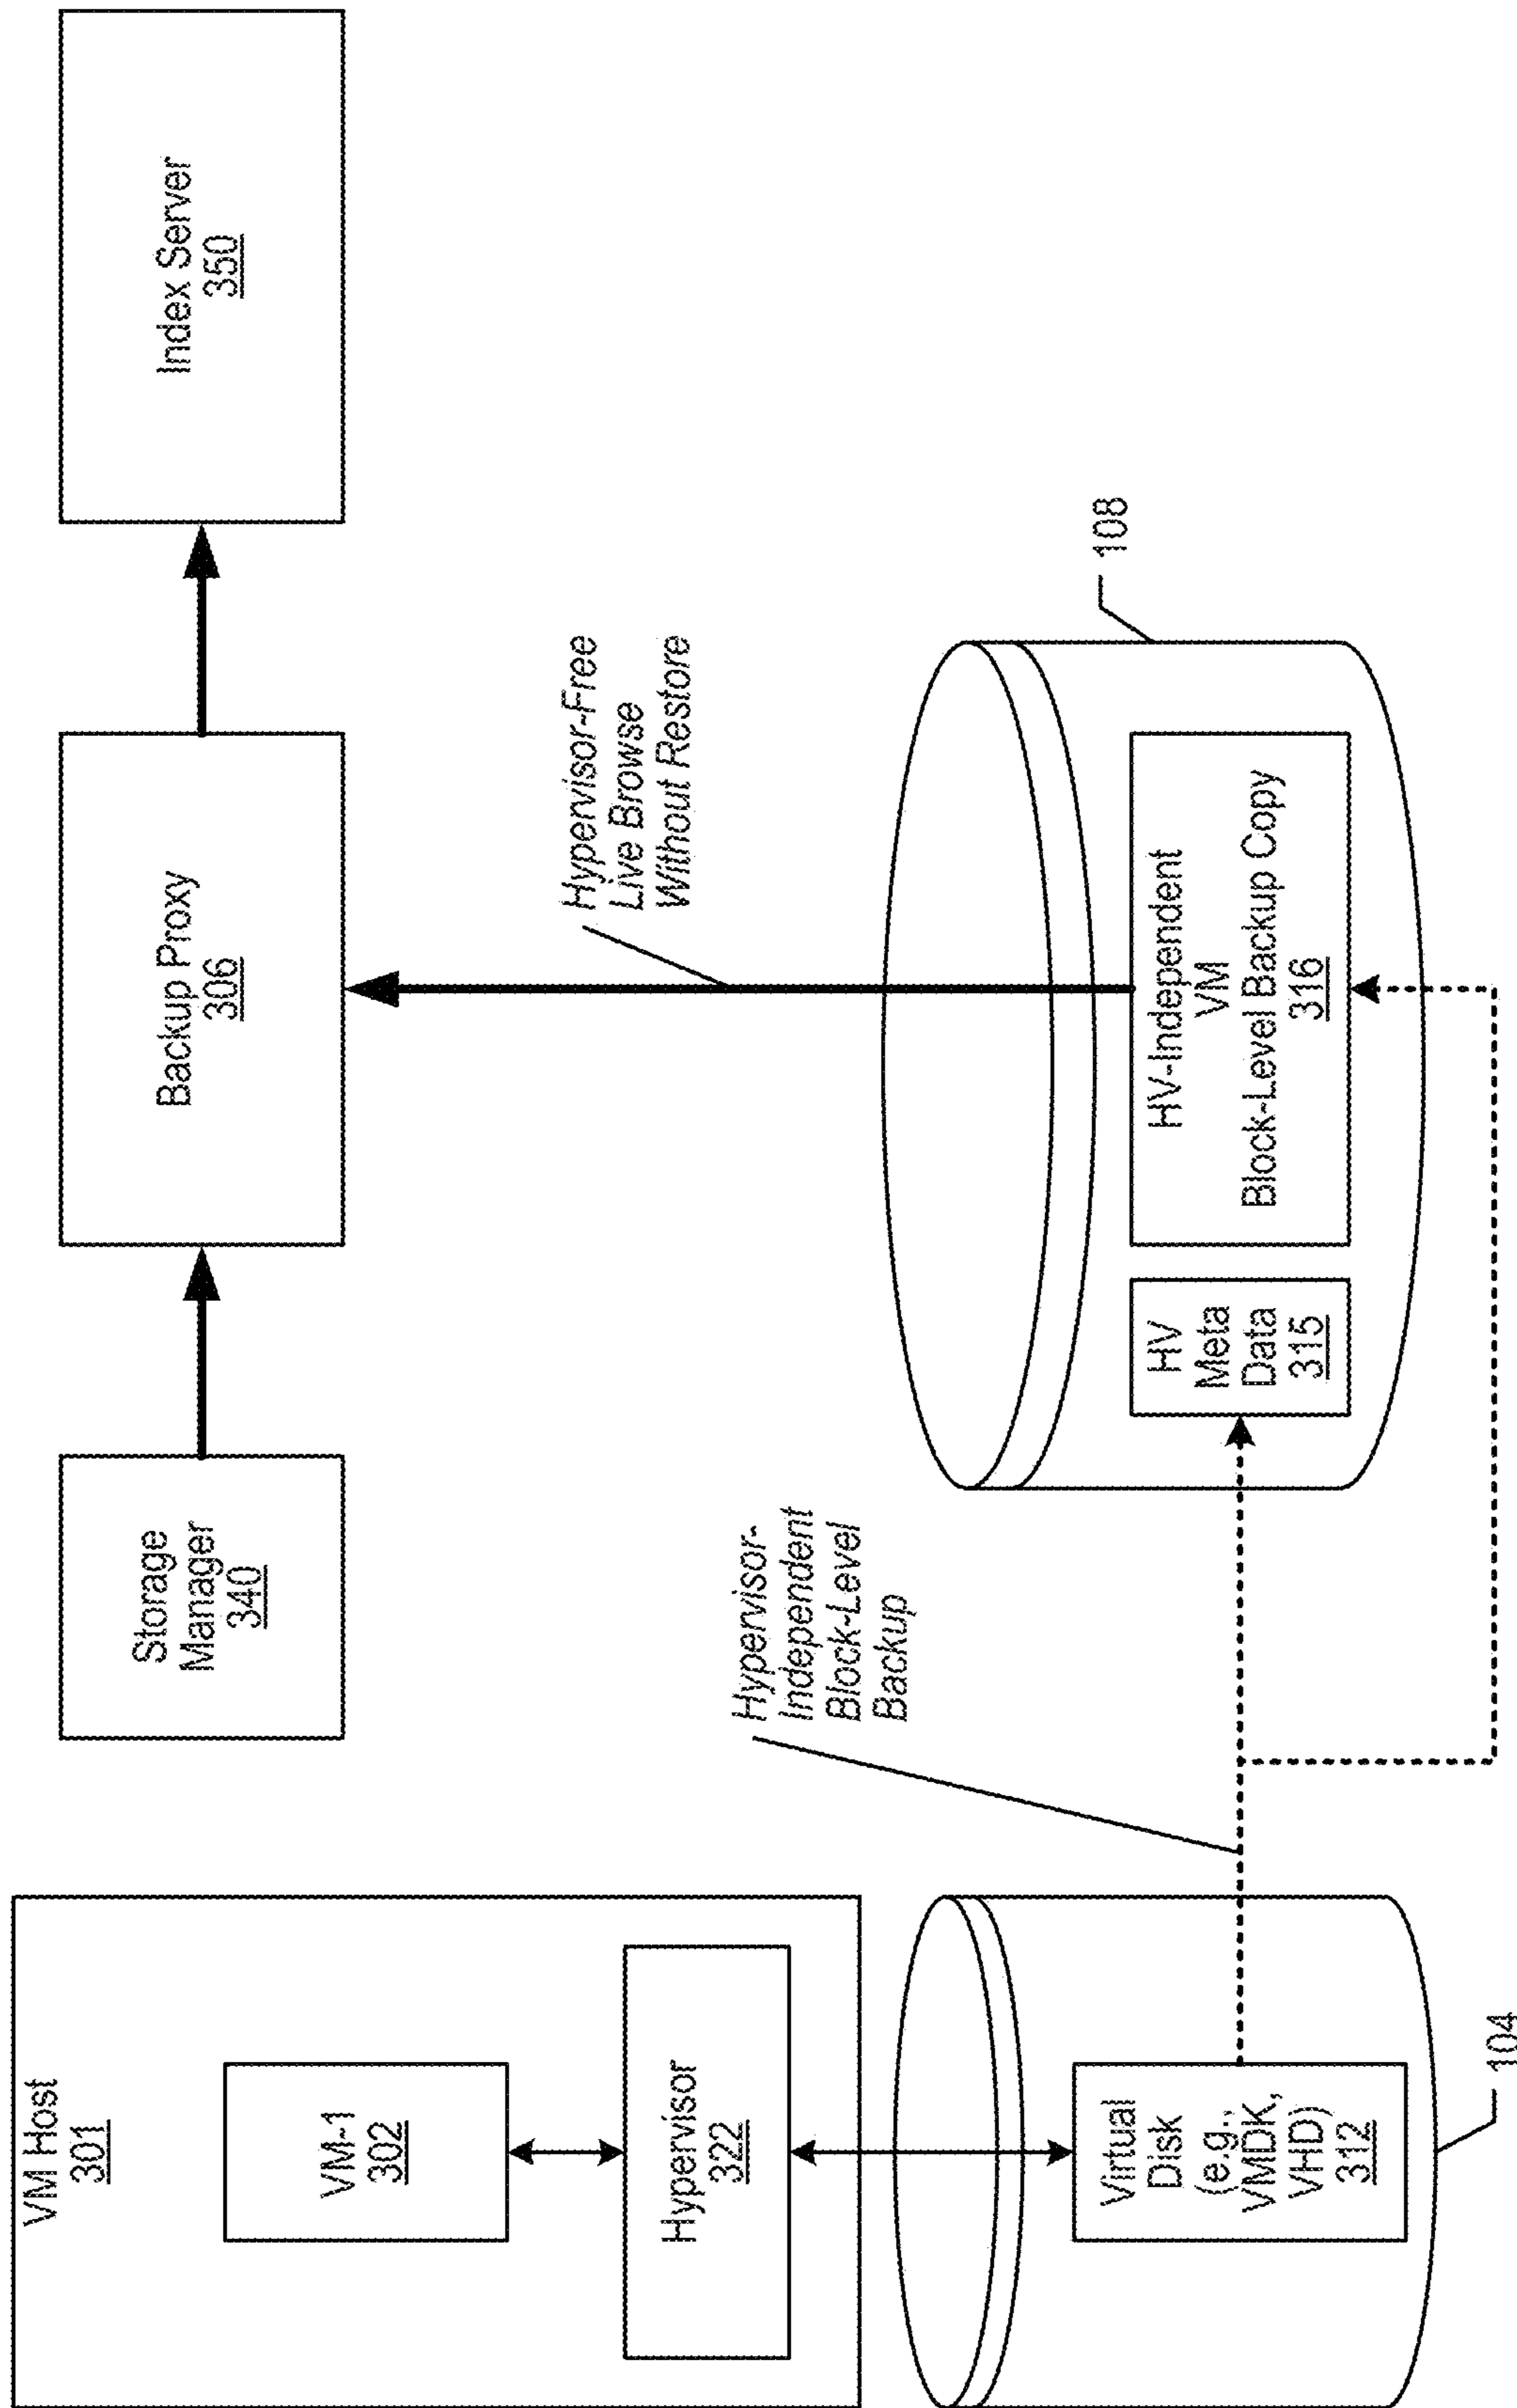 VM Host
301
VM-1
302
Hypervisor
322
Virtual
Disk
(e.g.,
VMDK,
VHD)
312
104
Storage
Manager
340
Backup Proxy
306
Index Server
350
Hypervisor-
Independent
Block-Level
Backup
Hypervisor-Free
Live Browse
Without Restore
HV
Meta
Data
315
HV-Independent
VM
Block-Level Backup Copy
316
108